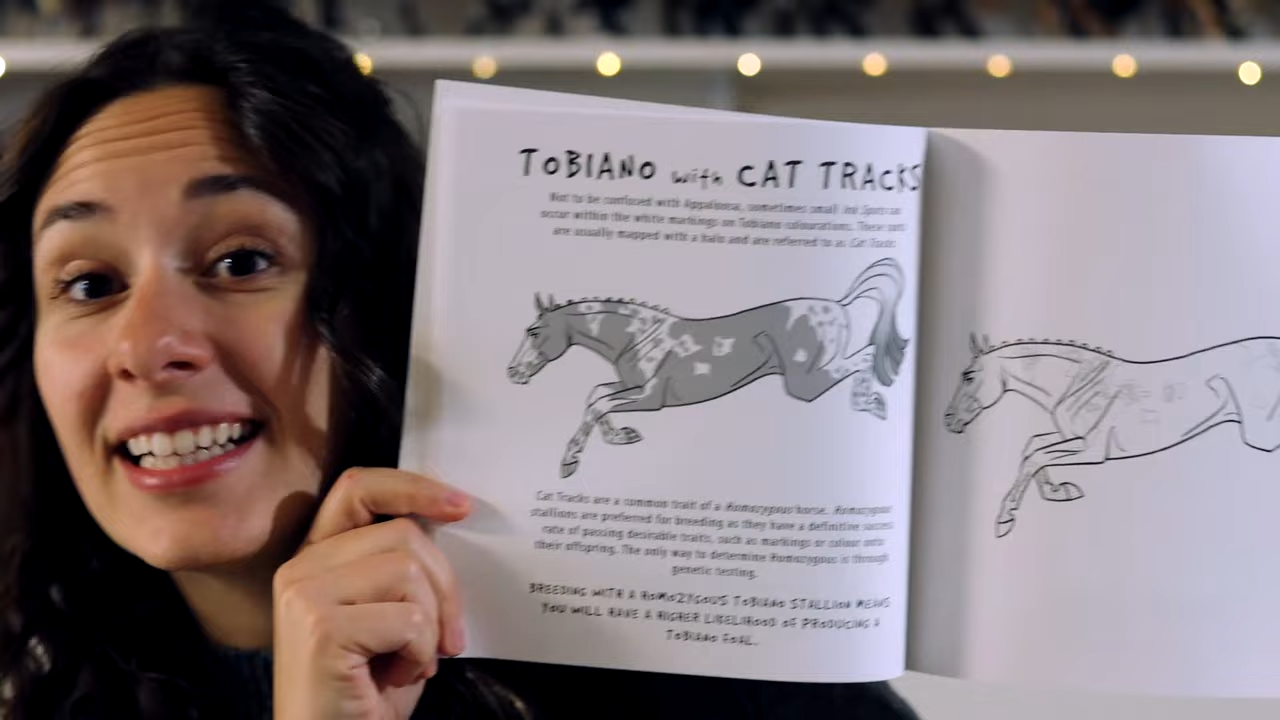 TOBIANO with CAT TRACKS
Not to be confused with Appaloosa, sometimes small Ink Spots can
occur within the white markings on Tobiano colourations. These
are usually mapped with a halo and are referred to as Cat Tracks
Cat Tracks are a common trait of a Homozygous horse. Homozygous
stallions are preferred for breeding as they have a definitive success
rate of passing desirable traits, such as markings or colour onto
their offspring. The only way to determine Homozygous is through
genetic testing.
BREEDING WITH A HOMOZYGOUS TOBIANO STALLION MEANS
YOU WILL HAVE A HIGHER LIKELIHOOD OF PRODUCING A
TOBIANO FOAL.